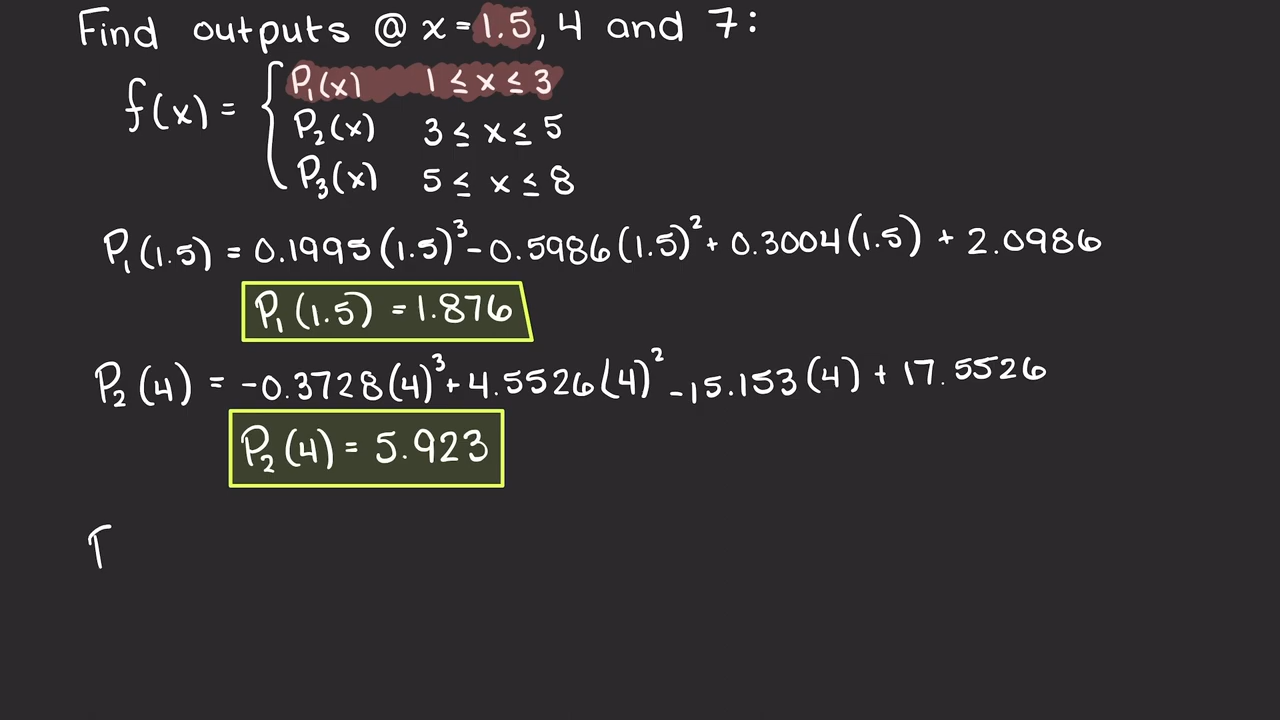 Find outputs @ x = 1.5, 4 and 7:
f(x) = { P₁(x) 1 ≤ x ≤ 3
P₂(x) 3 ≤ x ≤ 5
P₃(x) 5 ≤ x ≤ 8
P₁(1.5) = 0.1995(1.5)³ - 0.5986(1.5)² + 0.3004(1.5) + 2.0986
P₁(1.5) = 1.876
P₂(4) = -0.3728(4)³ + 4.5526(4)² - 15.153(4) + 17.5526
P₂(4) = 5.923